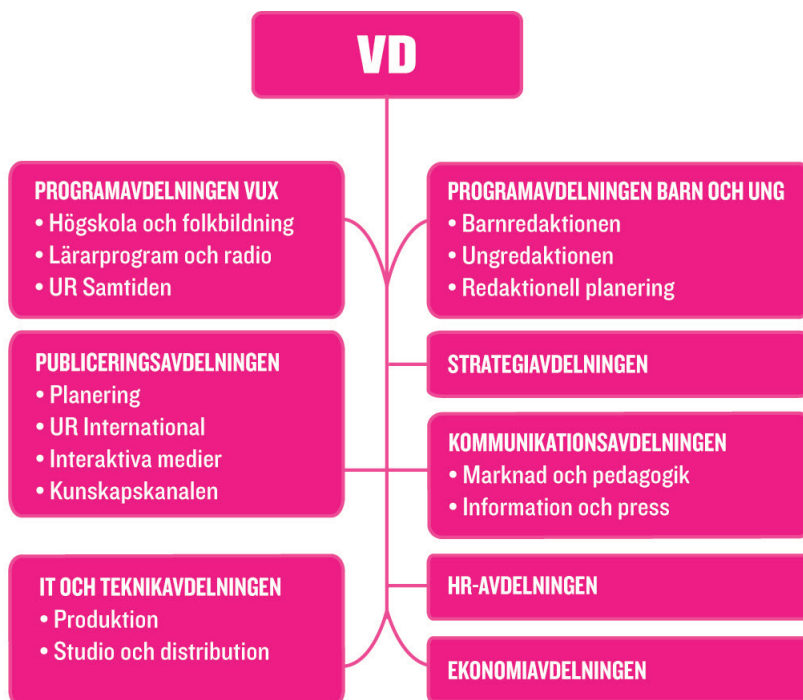 VD
PROGRAMAVDELNINGEN VUX
• Högskola och folkbildning
• Lärarprogram och radio
• UR Samtiden
PROGRAMAVDELNINGEN BARN OCH UNG
• Barnredaktionen
• Ungredaktionen
• Redaktionell planering
PUBLICERINGSAVDELNINGEN
• Planering
• UR International
• Interaktiva medier
• Kunskapskanalen
STRATEGIAVDELNINGEN
KOMMUNIKATIONSAVDELNINGEN
• Marknad och pedagogik
• Information och press
IT OCH TEKNIKAVDELNINGEN
• Produktion
• Studio och distribution
HR-AVDELNINGEN
EKONOMIAVDELNINGEN